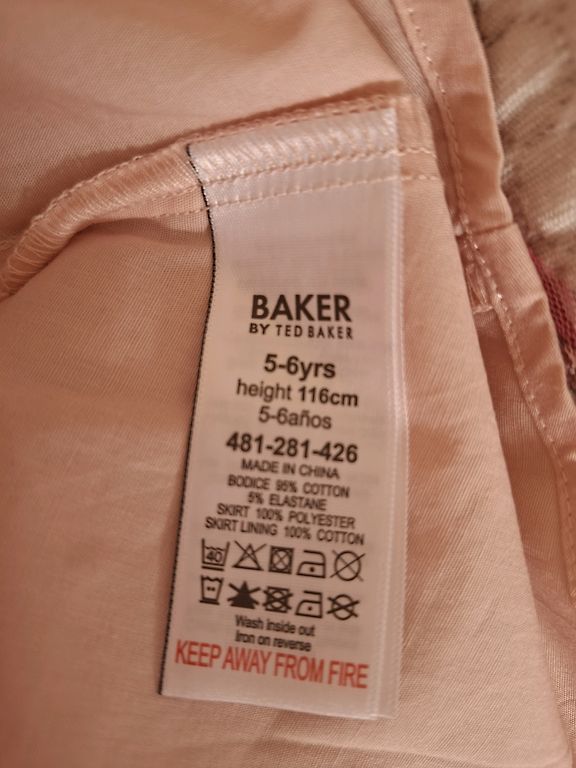 BAKER
BY TED BAKER
5-6yrs
height 116cm
5-6años
481-281-426
MADE IN CHINA
BODICE 95% COTTON
5% ELASTANE
SKIRT 100% POLYESTER
SKIRT LINING 100% COTTON
40
Wash inside out
Iron on reverse
KEEP AWAY FROM FIRE